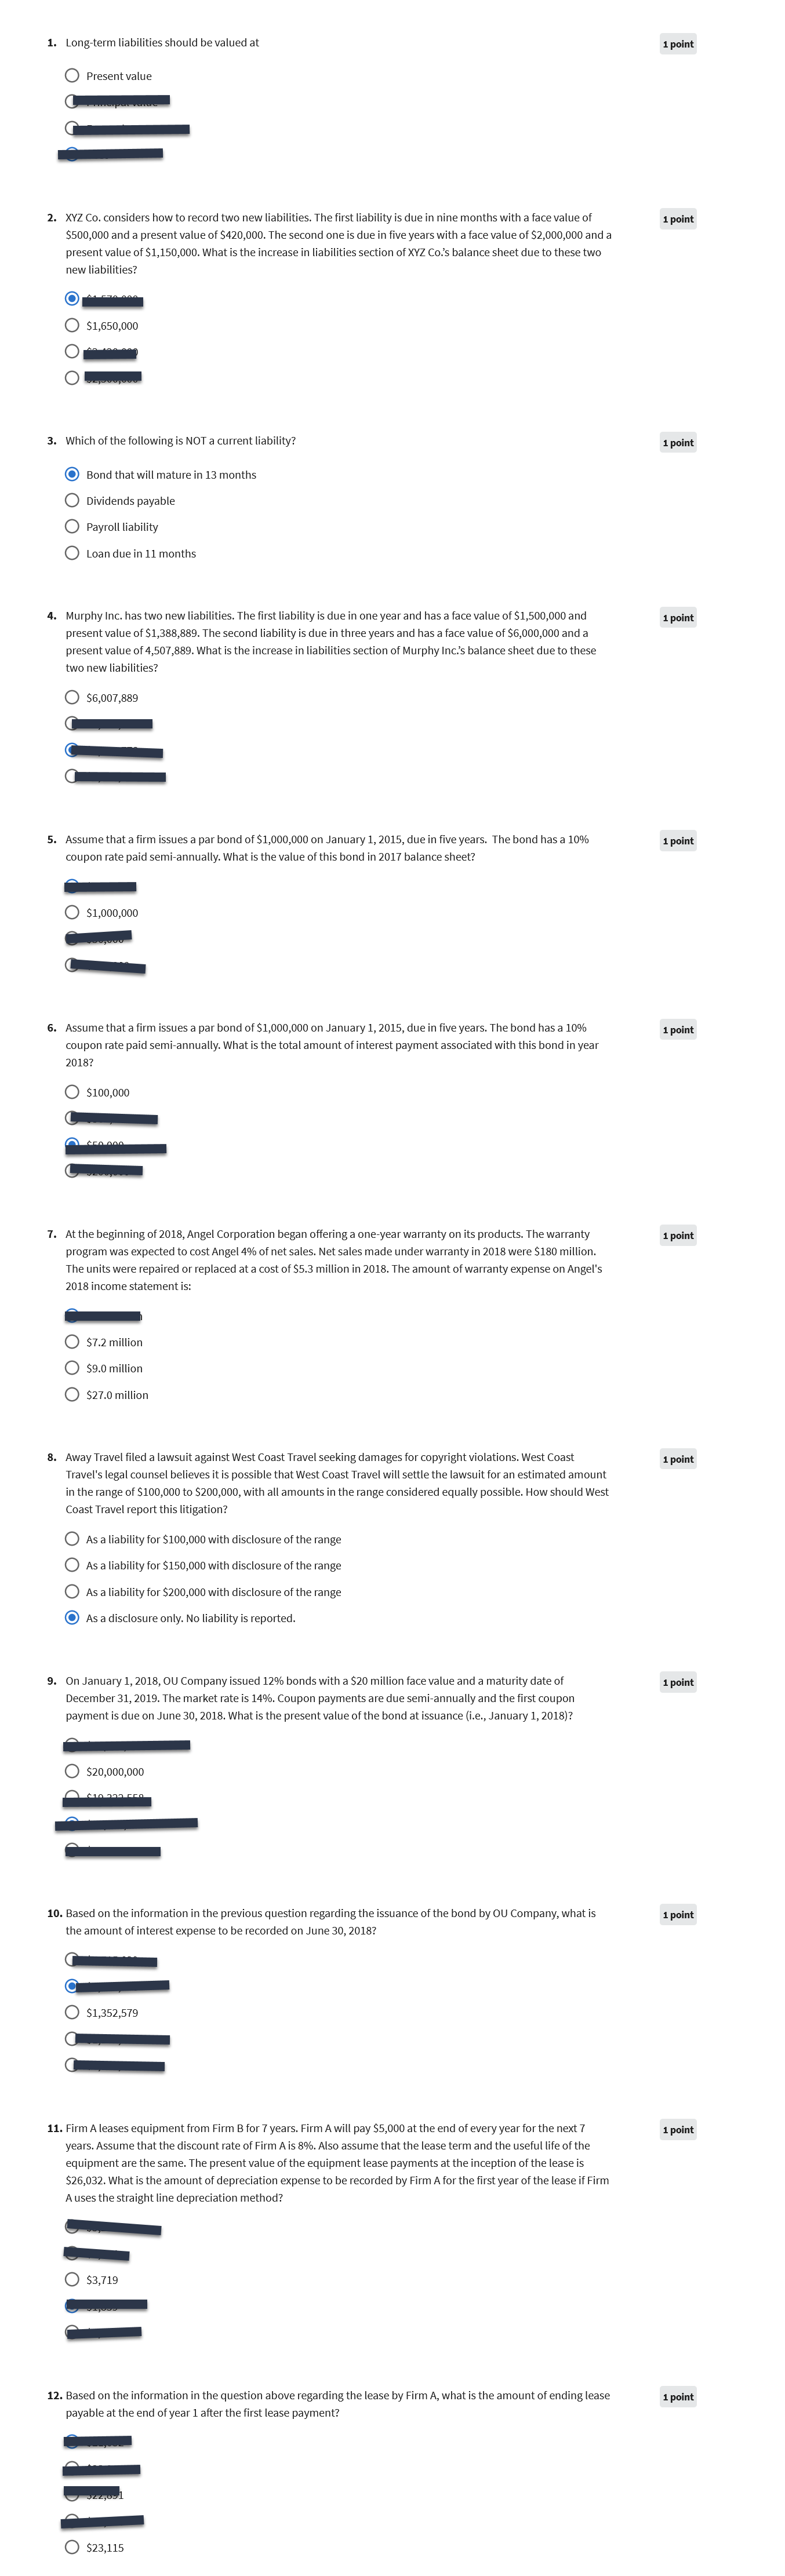 1. Long-term liabilities should be valued at
1 point
Present value
2. XYZ Co. considers how to record two new liabilities. The first liability is due in nine months with a face value of
$500,000 and a present value of $420,000. The second one is due in five years with a face value of $2,000,000 and a
present value of $1,150,000. What is the increase in liabilities section of XYZ Co.'s balance sheet due to these two
new liabilities?
1 point
$1,650,000
3. Which of the following is NOT a current liability?
1 point
Bond that will mature in 13 months
Dividends payable
Payroll liability
Loan due in 11 months
4. Murphy Inc. has two new liabilities. The first liability is due in one year and has a face value of $1,500,000 and
present value of $1,388,889. The second liability is due in three years and has a face value of $6,000,000 and a
present value of 4,507,889. What is the increase in liabilities section of Murphy Inc.'s balance sheet due to these
two new liabilities?
1 point
$6,007,889
5. Assume that a firm issues a par bond of $1,000,000 on January 1, 2015, due in five years. The bond has a 10%
coupon rate paid semi-annually. What is the value of this bond in 2017 balance sheet?
1 point
$1,000,000
6. Assume that a firm issues a par bond of $1,000,000 on January 1, 2015, due in five years. The bond has a 10%
coupon rate paid semi-annually. What is the total amount of interest payment associated with this bond in year
2018?
1 point
$100,000
7. At the beginning of 2018, Angel Corporation began offering a one-year warranty on its products. The warranty
program was expected to cost Angel 4% of net sales. Net sales made under warranty in 2018 were $180 million.
The units were repaired or replaced at a cost of $5.3 million in 2018. The amount of warranty expense on Angel's
2018 income statement is:
1 point
$7.2 million
$9.0 million
$27.0 million
8. Away Travel filed a lawsuit against West Coast Travel seeking damages for copyright violations. West Coast
Travel's legal counsel believes it is possible that West Coast Travel will settle the lawsuit for an estimated amount
in the range of $100,000 to $200,000, with all amounts in the range considered equally possible. How should West
Coast Travel report this litigation?
1 point
As a liability for $100,000 with disclosure of the range
As a liability for $150,000 with disclosure of the range
As a liability for $200,000 with disclosure of the range
As a disclosure only. No liability is reported.
9. On January 1, 2018, OU Company issued 12% bonds with a $20 million face value and a maturity date of
December 31, 2019. The market rate is 14%. Coupon payments are due semi-annually and the first coupon
payment is due on June 30, 2018. What is the present value of the bond at issuance (i.e., January 1, 2018)?
1 point
$20,000,000
10. Based on the information in the previous question regarding the issuance of the bond by OU Company, what is
the amount of interest expense to be recorded on June 30, 2018?
1 point
$1,352,579
11. Firm A leases equipment from Firm B for 7 years. Firm A will pay $5,000 at the end of every year for the next 7
years. Assume that the discount rate of Firm A is 8%. Also assume that the lease term and the useful life of the
equipment are the same. The present value of the equipment lease payments at the inception of the lease is
$26,032. What is the amount of depreciation expense to be recorded by Firm A for the first year of the lease if Firm
A uses the straight line depreciation method?
1 point
$3,719
12. Based on the information in the question above regarding the lease by Firm A, what is the amount of ending lease
payable at the end of year 1 after the first lease payment?
1 point
$23,115